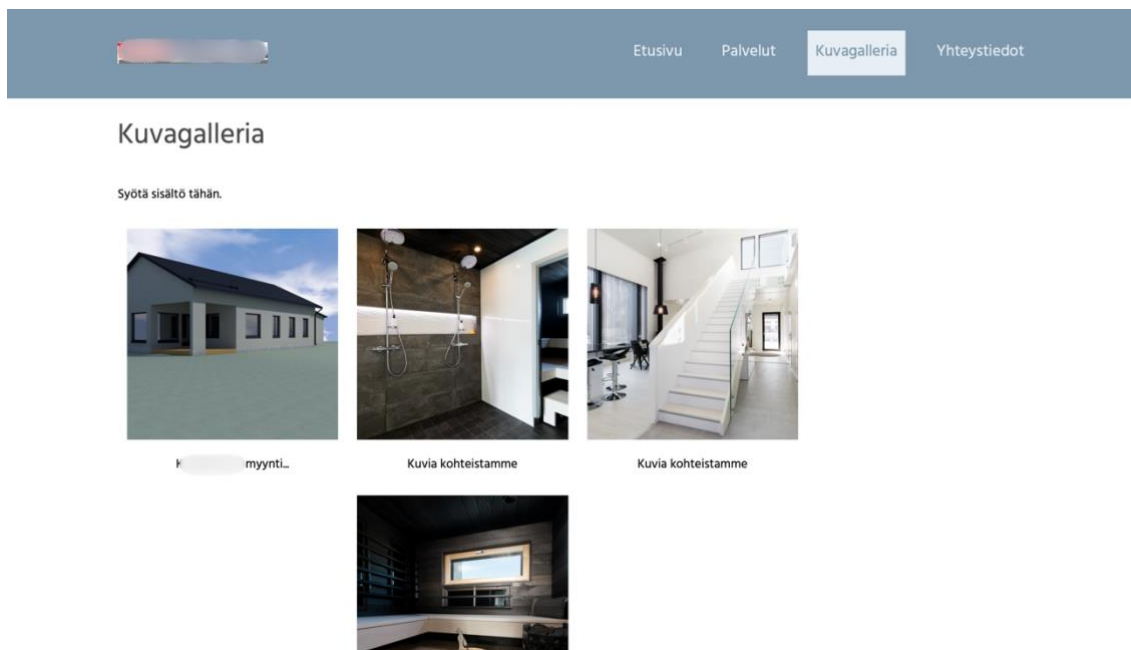 Etusivu Palvelut Kuvagalleria Yhteystiedot
Kuvagalleria
Syötä sisältö tähän.
myynti...
Kuvia kohteistamme
Kuvia kohteistamme